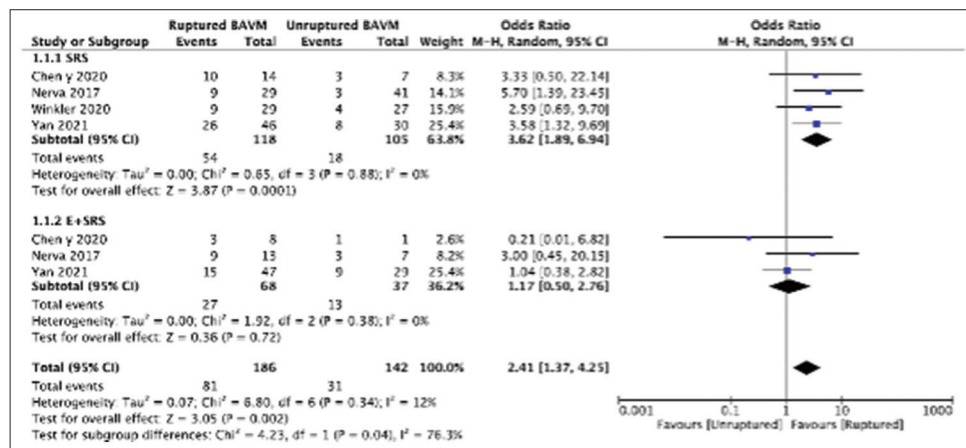 Ruptured BAVM Unruptured BAVM Odds Ratio Odds Ratio
Study or Subgroup Events Total Events Total Weight M-H, Random, 95% CI M-H, Random, 95% CI
1.1.1 SRS
Chen y 2020 10 14 3 7 8.3% 3.33 [0.50, 22.14]
Nerva 2017 9 29 3 41 14.1% 5.70 [1.39, 23.45]
Winkler 2020 9 29 4 27 15.9% 2.59 [0.69, 9.70]
Yan 2021 26 46 8 30 25.4% 3.58 [1.32, 9.69]
Subtotal (95% CI) 118 105 63.8% 3.62 [1.89, 6.94]
Total events 54 18
Heterogeneity: Tau² = 0.00; Chi² = 0.65, df = 3 (P = 0.88); I² = 0%
Test for overall effect: Z = 3.87 (P = 0.0001)
1.1.2 E+SRS
Chen y 2020 3 8 1 1 2.6% 0.21 [0.01, 6.82]
Nerva 2017 9 13 3 7 8.2% 3.00 [0.45, 20.15]
Yan 2021 15 47 9 29 25.4% 1.04 [0.38, 2.82]
Subtotal (95% CI) 68 37 36.2% 1.17 [0.50, 2.76]
Total events 27 13
Heterogeneity: Tau² = 0.00; Chi² = 1.92, df = 2 (P = 0.38); I² = 0%
Test for overall effect: Z = 0.36 (P = 0.72)
Total (95% CI) 186 142 100.0% 2.41 [1.37, 4.25]
Total events 81 31
Heterogeneity: Tau² = 0.07; Chi² = 6.80, df = 6 (P = 0.34); I² = 12%
Test for overall effect: Z = 3.05 (P = 0.002)
Test for subgroup differences: Chi² = 4.23, df = 1 (P = 0.04), I² = 76.3%
0.001 0.1 1 10 1000
Favours [Unruptured] Favours [Ruptured]